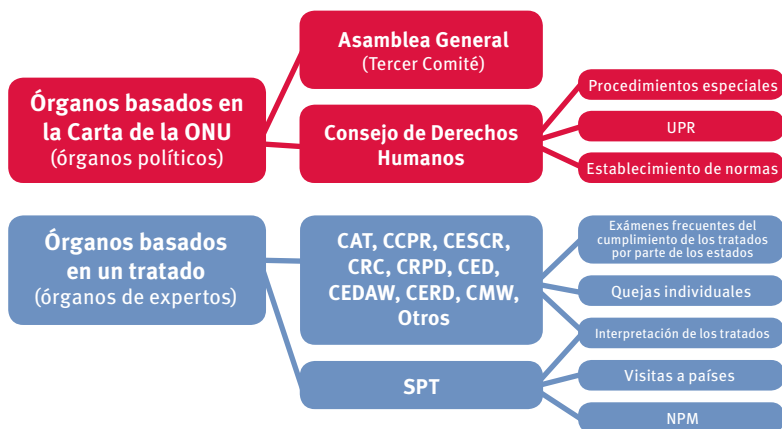 Asamblea General
(Tercer Comité)
Órganos basados en
la Carta de la ONU
(órganos políticos)
Consejo de Derechos
Humanos
Procedimientos especiales
UPR
Establecimiento de normas
Órganos basados
en un tratado
(órganos de expertos)
CAT, CCPR, CESCR,
CRC, CRPD, CED,
CEDAW, CERD, CMW,
Otros
SPT
Exámenes frecuentes del
cumplimiento de los tratados
por parte de los estados
Quejas individuales
Interpretación de los tratados
Visitas a países
NPM